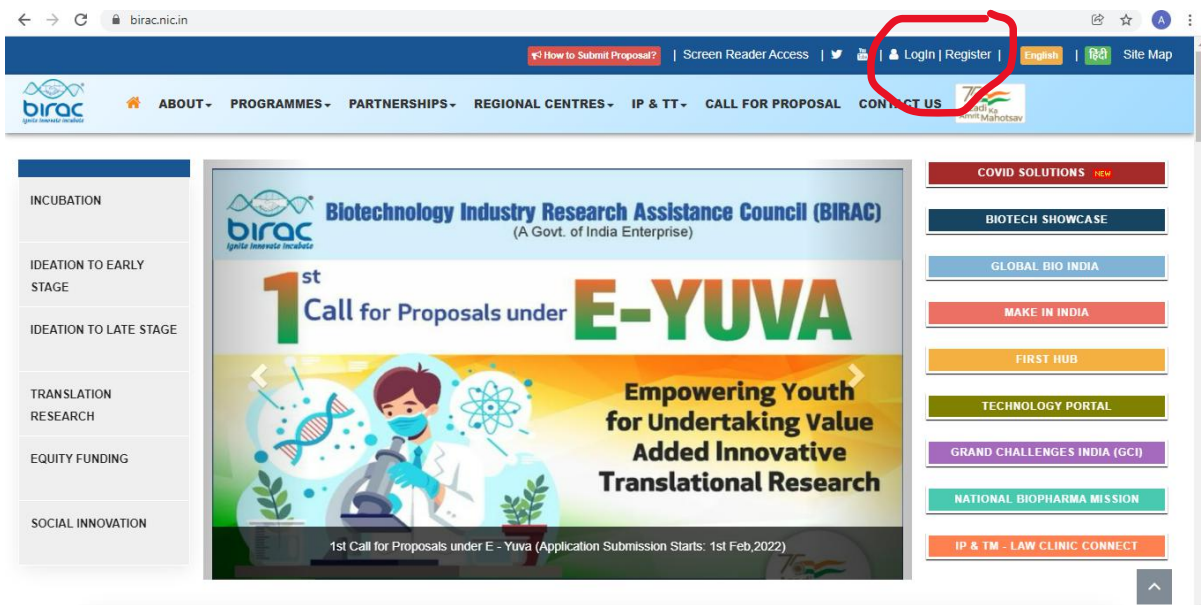 birac.nic.in
A
How to Submit Proposal? | Screen Reader Access | | | LogIn | Register | English | हिंदी Site Map
birac
Ignite Innovate Incubate
ABOUT PROGRAMMES PARTNERSHIPS REGIONAL CENTRES IP & TT CALL FOR PROPOSAL CONTACT US
Amrit Mahotsav
INCUBATION
IDEATION TO EARLY
STAGE
IDEATION TO LATE STAGE
TRANSLATION
RESEARCH
EQUITY FUNDING
SOCIAL INNOVATION
birac
Ignite Innovate Incubate
Biotechnology Industry Research Assistance Council (BIRAC)
(A Govt. of India Enterprise)
1st Call for Proposals under E-YUVA
Empowering Youth
for Undertaking Value
Added Innovative
Translational Research
1st Call for Proposals under E - Yuva (Application Submission Starts: 1st Feb,2022)
COVID SOLUTIONS NEW
BIOTECH SHOWCASE
GLOBAL BIO INDIA
MAKE IN INDIA
FIRST HUB
TECHNOLOGY PORTAL
GRAND CHALLENGES INDIA (GCI)
NATIONAL BIOPHARMA MISSION
IP & TM - LAW CLINIC CONNECT